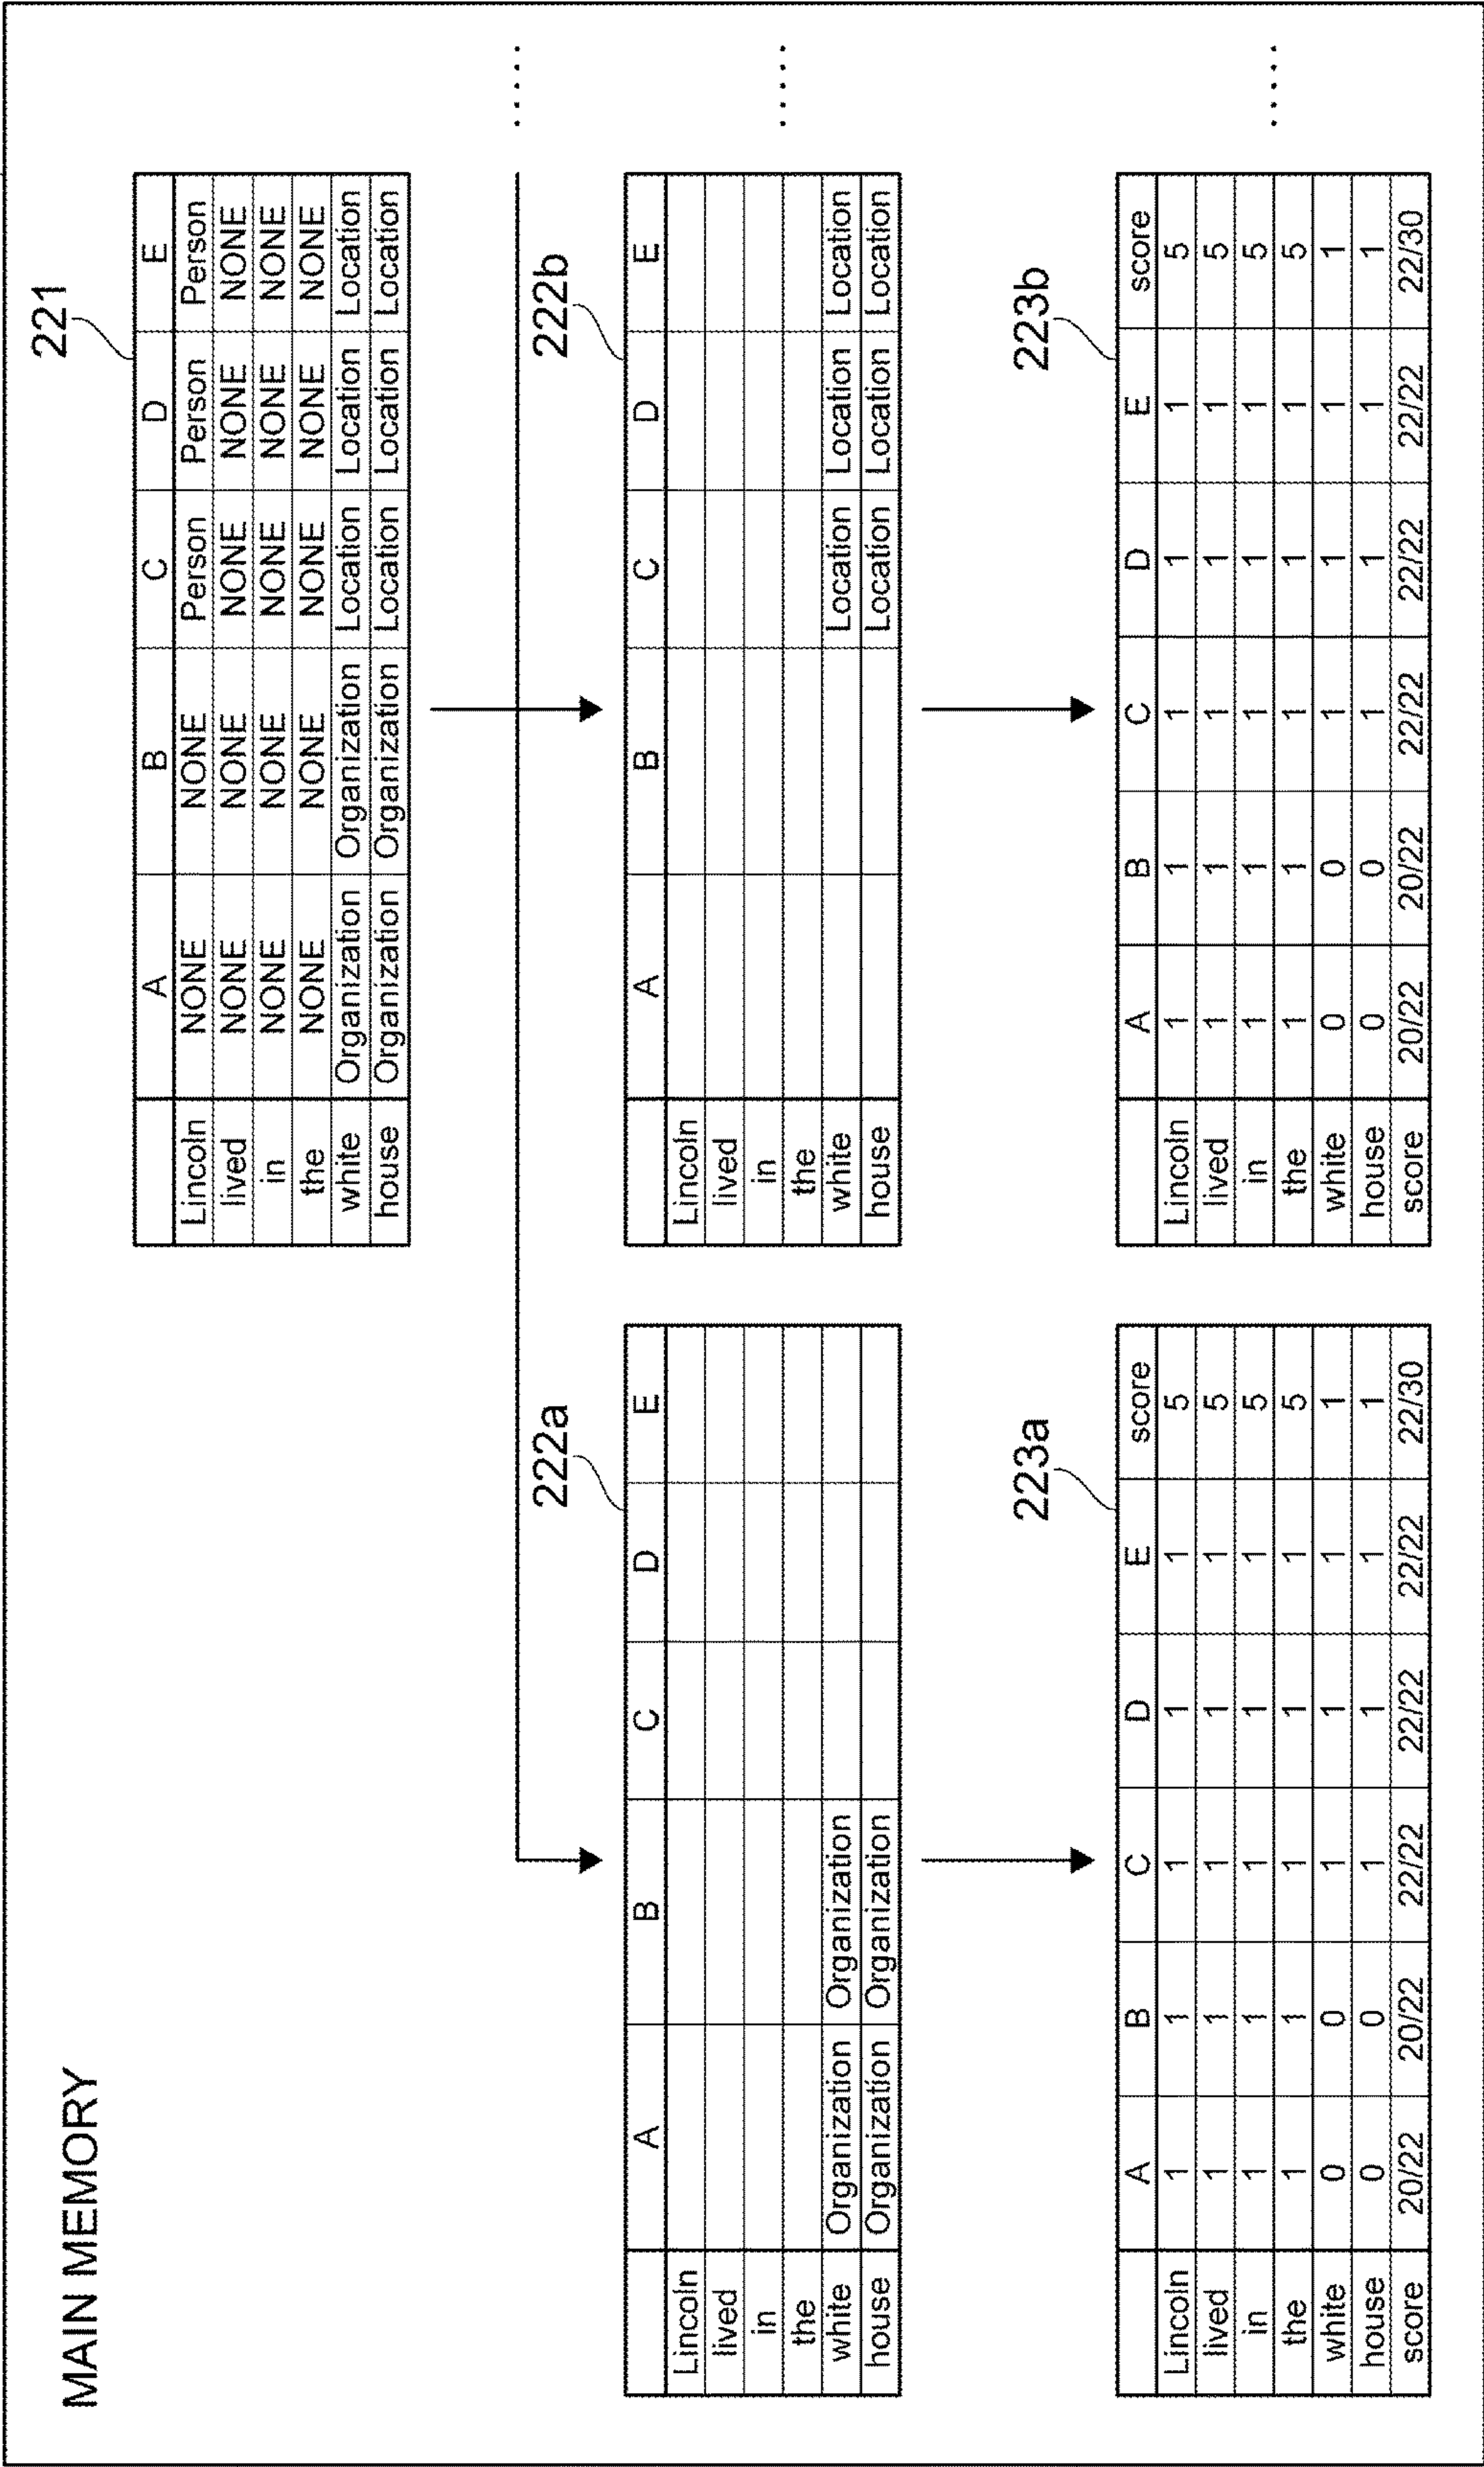 MAIN MEMORY
221
A B C D E
Lincoln NONE NONE Person Person Person
lived NONE NONE NONE NONE NONE
in NONE NONE NONE NONE NONE
the NONE NONE NONE NONE NONE
white Organization Organization Location Location Location
house Organization Organization Location Location Location
.....
222a
A B C D E
Lincoln
lived
in
the
white Organization Organization
house Organization Organization
222b
A B C D E
Lincoln
lived
in
the
white Location Location Location
house Location Location Location
.....
223a
A B C D E score
Lincoln 1 1 1 1 1 5
lived 1 1 1 1 1 5
in 1 1 1 1 1 5
the 1 1 1 1 1 5
white 0 0 1 1 1 1
house 0 0 1 1 1 1
score 20/22 20/22 22/22 22/22 22/22 22/30
223b
A B C D E score
Lincoln 1 1 1 1 1 5
lived 1 1 1 1 1 5
in 1 1 1 1 1 5
the 1 1 1 1 1 5
white 0 0 1 1 1 1
house 0 0 1 1 1 1
score 20/22 20/22 22/22 22/22 22/22 22/30
.....